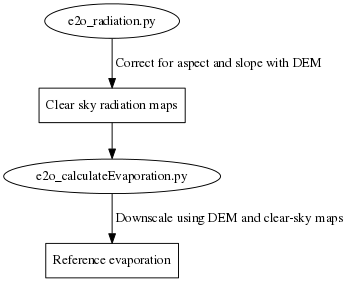 e2o_radiation.py
Correct for aspect and slope with DEM
Clear sky radiation maps
e2o_calculateEvaporation.py
Downscale using DEM and clear-sky maps
Reference evaporation